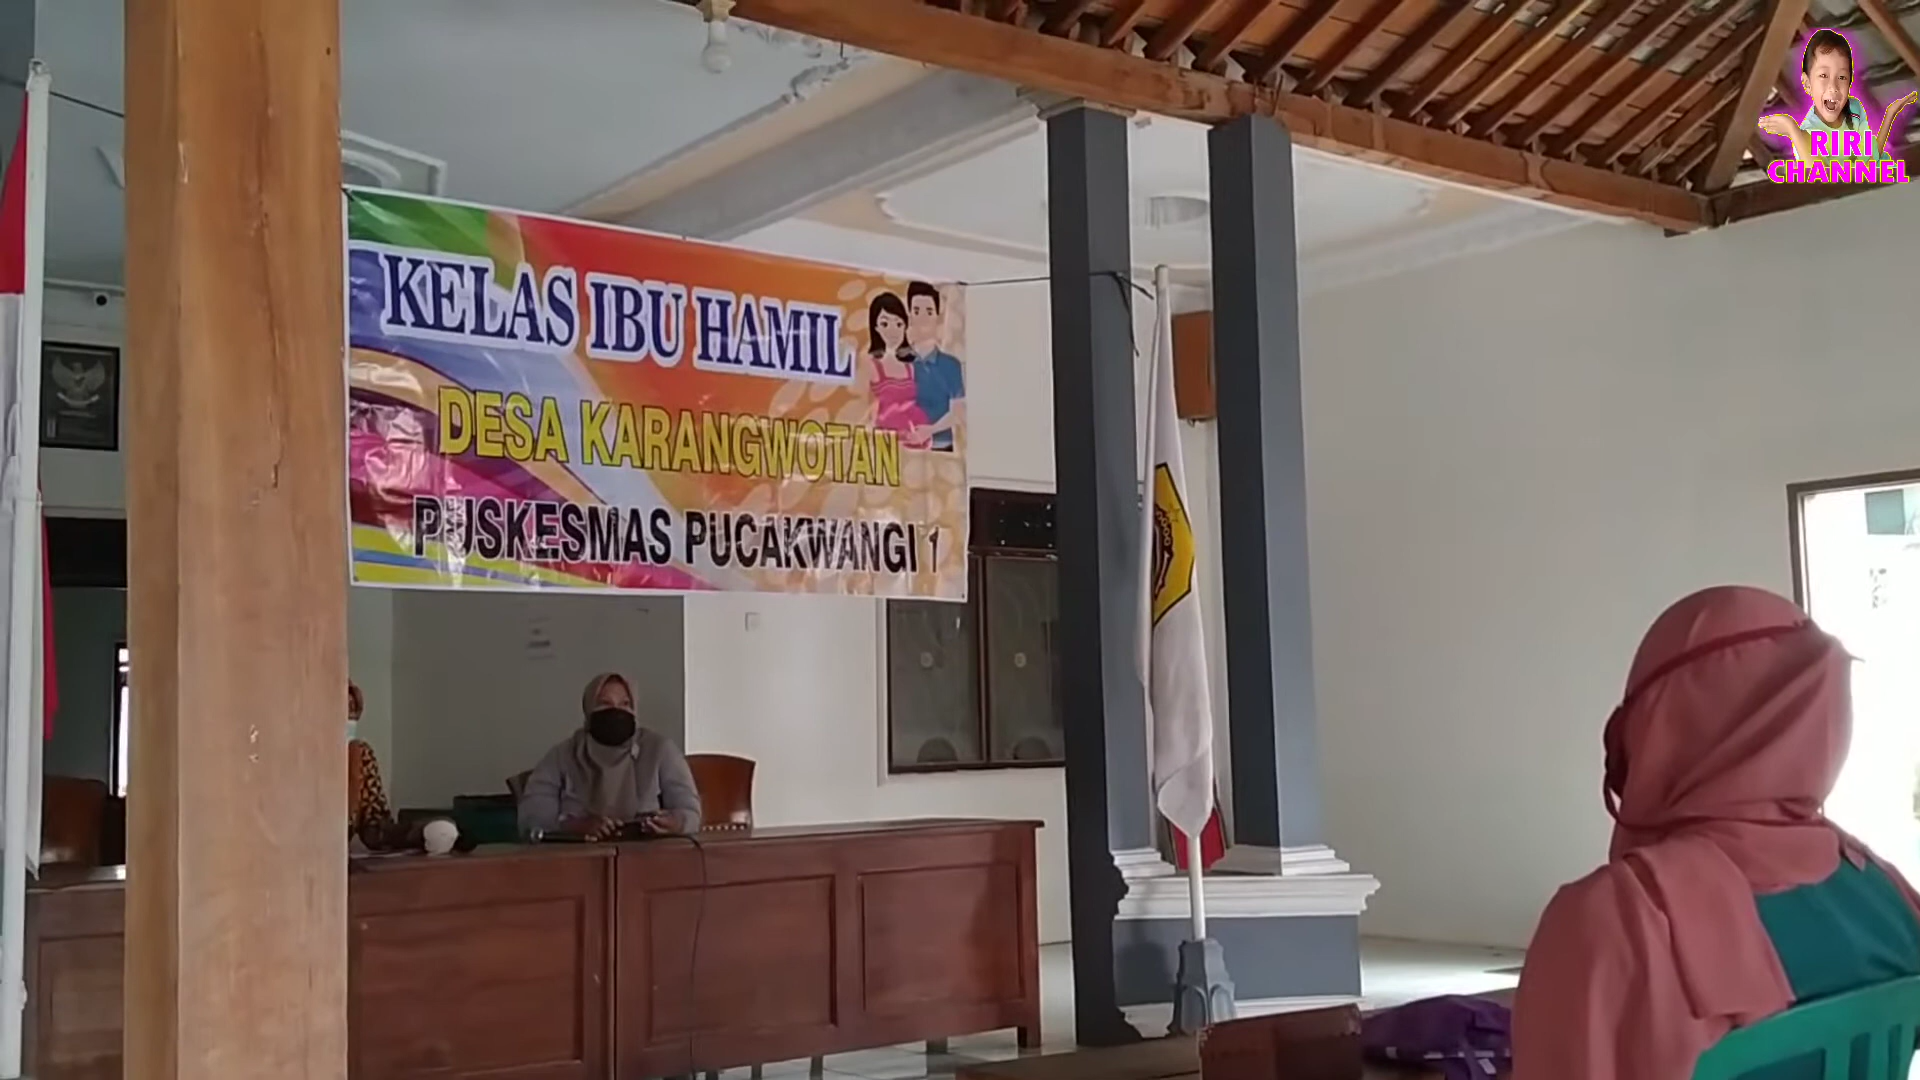 KELAS IBU HAMIL
DESA KARANGWOTAN
PUSKESMAS PUCAKWANGI 1
RIRI
CHANNEL